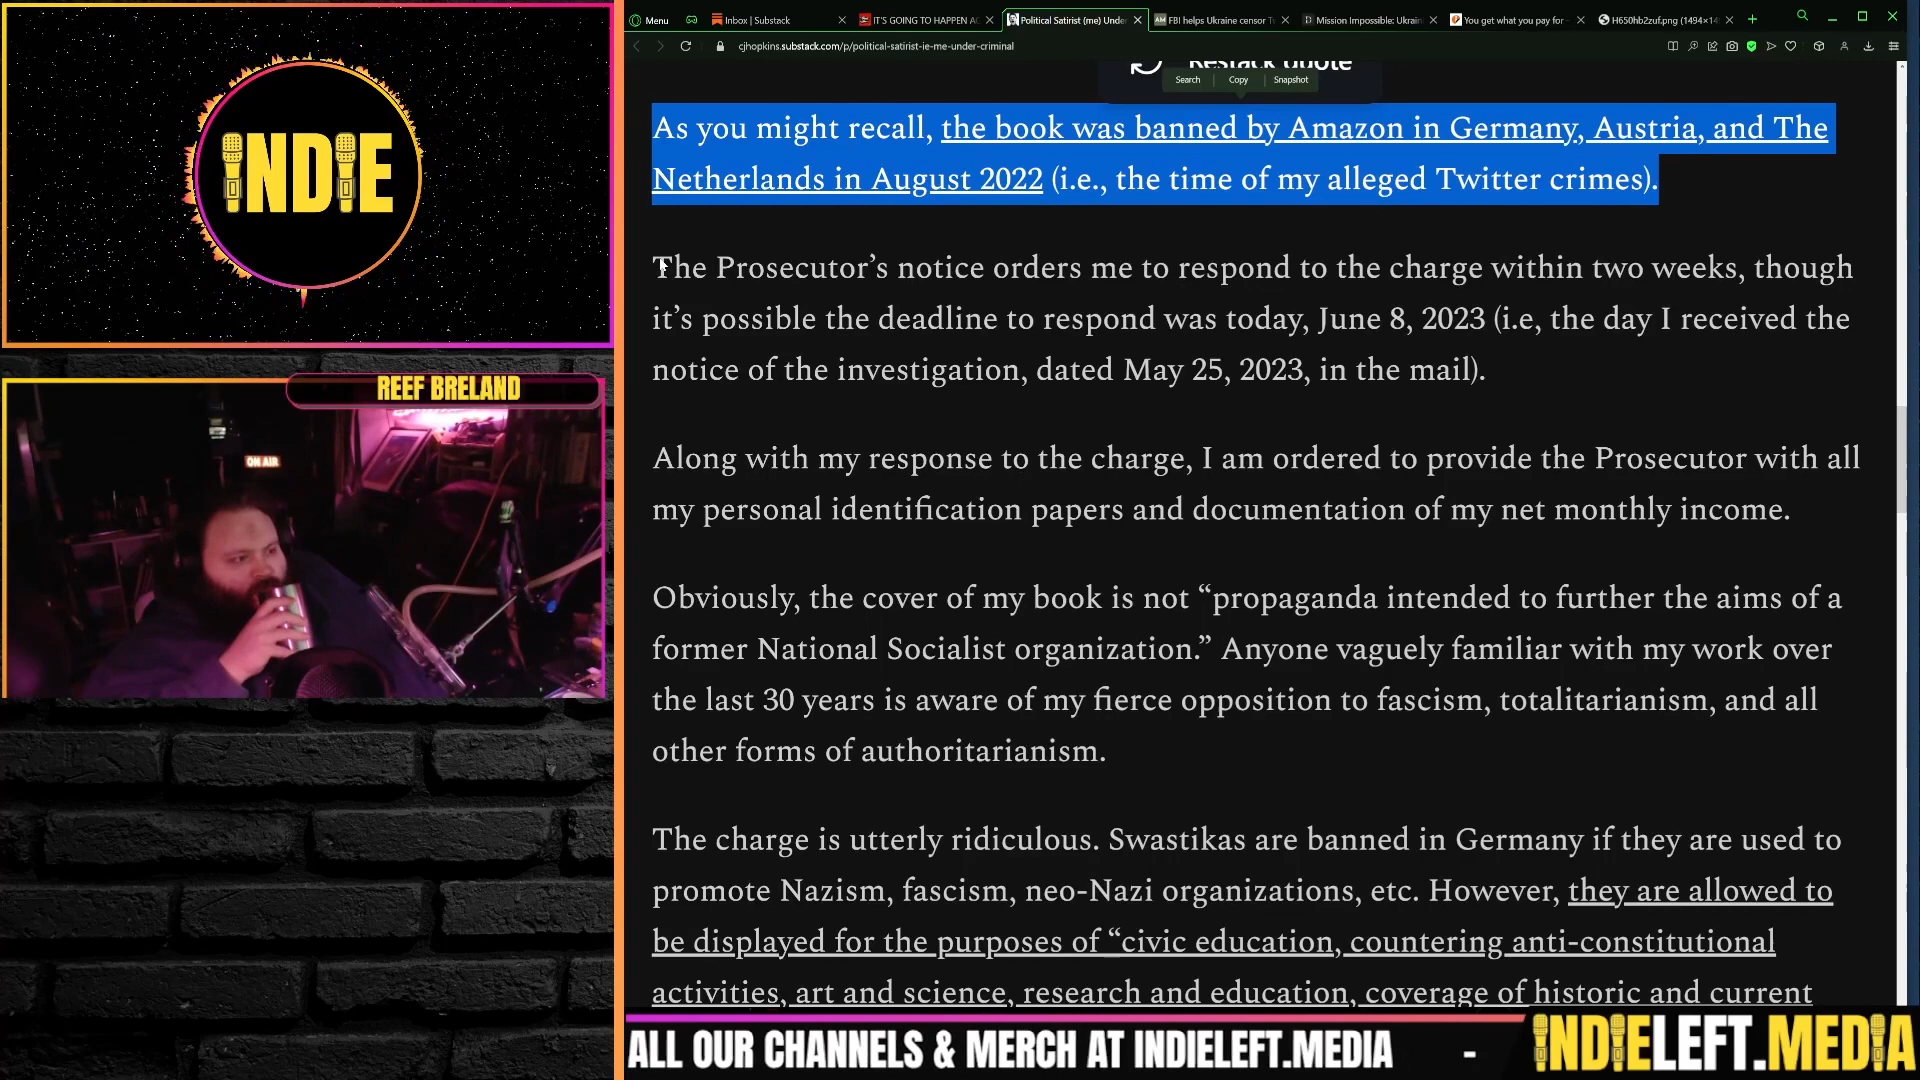 Menu
Inbox | Substack
IT'S GOING TO HAPPEN A
Political Satirist (me) Unde
FBI helps Ukraine censor T
Mission Impossible: Ukrain
You get what you pay for
H650hb2zuf.png (1494×1
cjhopkins.substack.com/p/political-satirist-ie-me-under-criminal
Restack quote
Search
Copy
Snapshot
As you might recall, the book was banned by Amazon in Germany, Austria, and The
Netherlands in August 2022 (i.e., the time of my alleged Twitter crimes).
The Prosecutor’s notice orders me to respond to the charge within two weeks, though
it’s possible the deadline to respond was today, June 8, 2023 (i.e, the day I received the
notice of the investigation, dated May 25, 2023, in the mail).
Along with my response to the charge, I am ordered to provide the Prosecutor with all
my personal identification papers and documentation of my net monthly income.
Obviously, the cover of my book is not “propaganda intended to further the aims of a
former National Socialist organization.” Anyone vaguely familiar with my work over
the last 30 years is aware of my fierce opposition to fascism, totalitarianism, and all
other forms of authoritarianism.
The charge is utterly ridiculous. Swastikas are banned in Germany if they are used to
promote Nazism, fascism, neo-Nazi organizations, etc. However, they are allowed to
be displayed for the purposes of “civic education, countering anti-constitutional
activities, art and science, research and education, coverage of historic and current
INDIE
REEF BRELAND
ON AIR
ALL OUR CHANNELS & MERCH AT INDIELEFT.MEDIA -
INDIELEFT.MEDIA